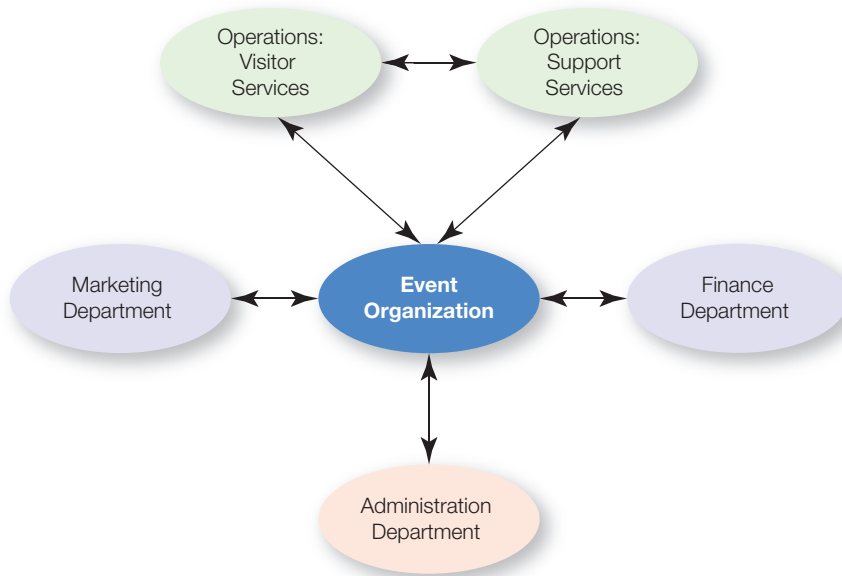 Operations:
Visitor
Services
Operations:
Support
Services
Marketing
Department
Event
Organization
Finance
Department
Administration
Department